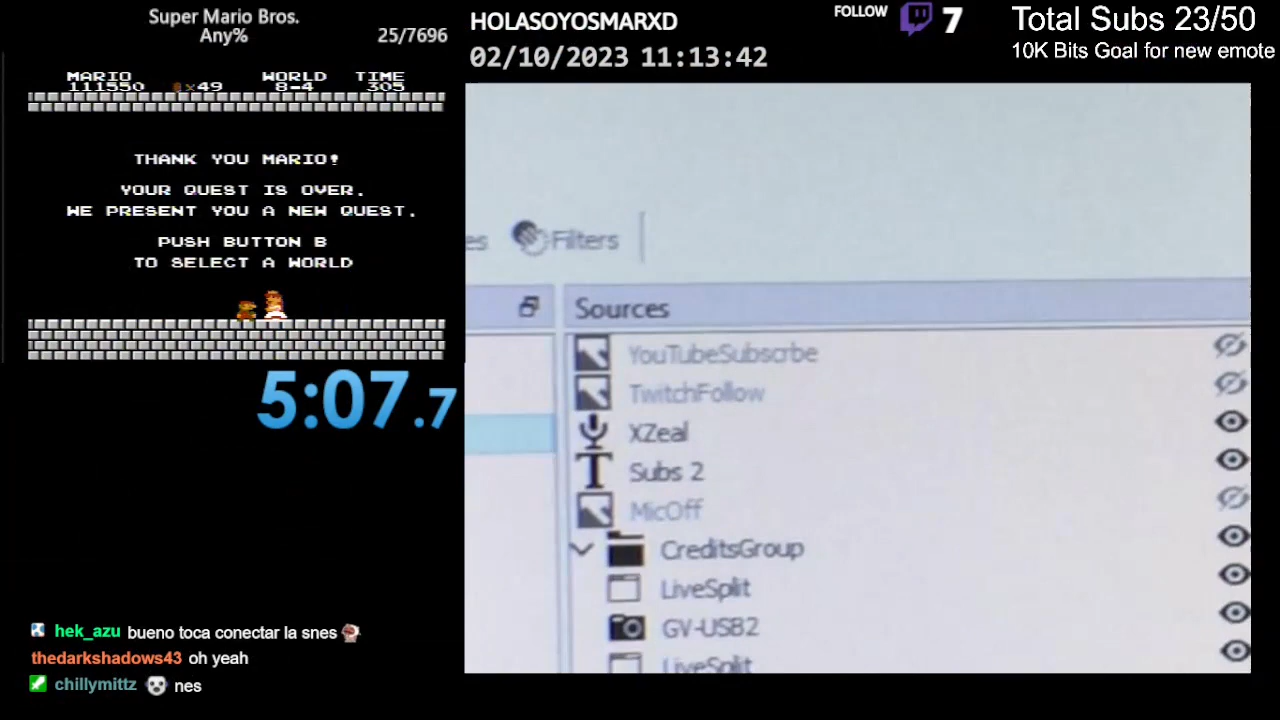 Super Mario Bros.
Any%
25/7696
MARIO
111550
×49
WORLD
8-4
TIME
305
THANK YOU MARIO!
YOUR QUEST IS OVER.
WE PRESENT YOU A NEW QUEST.
PUSH BUTTON B
TO SELECT A WORLD
5:07.7
hek_azu bueno toca conectar la snes
thedarkshadows43 oh yeah
chillymittz nes
HOLASOYOSMARXD
02/10/2023 11:13:42
FOLLOW
7
Total Subs 23/50
10K Bits Goal for new emote
es
Filters
Sources
YouTubeSubscrbe
TwitchFollow
XZeal
Subs 2
MicOff
CreditsGroup
LiveSplit
GV-USB2
LiveSplit